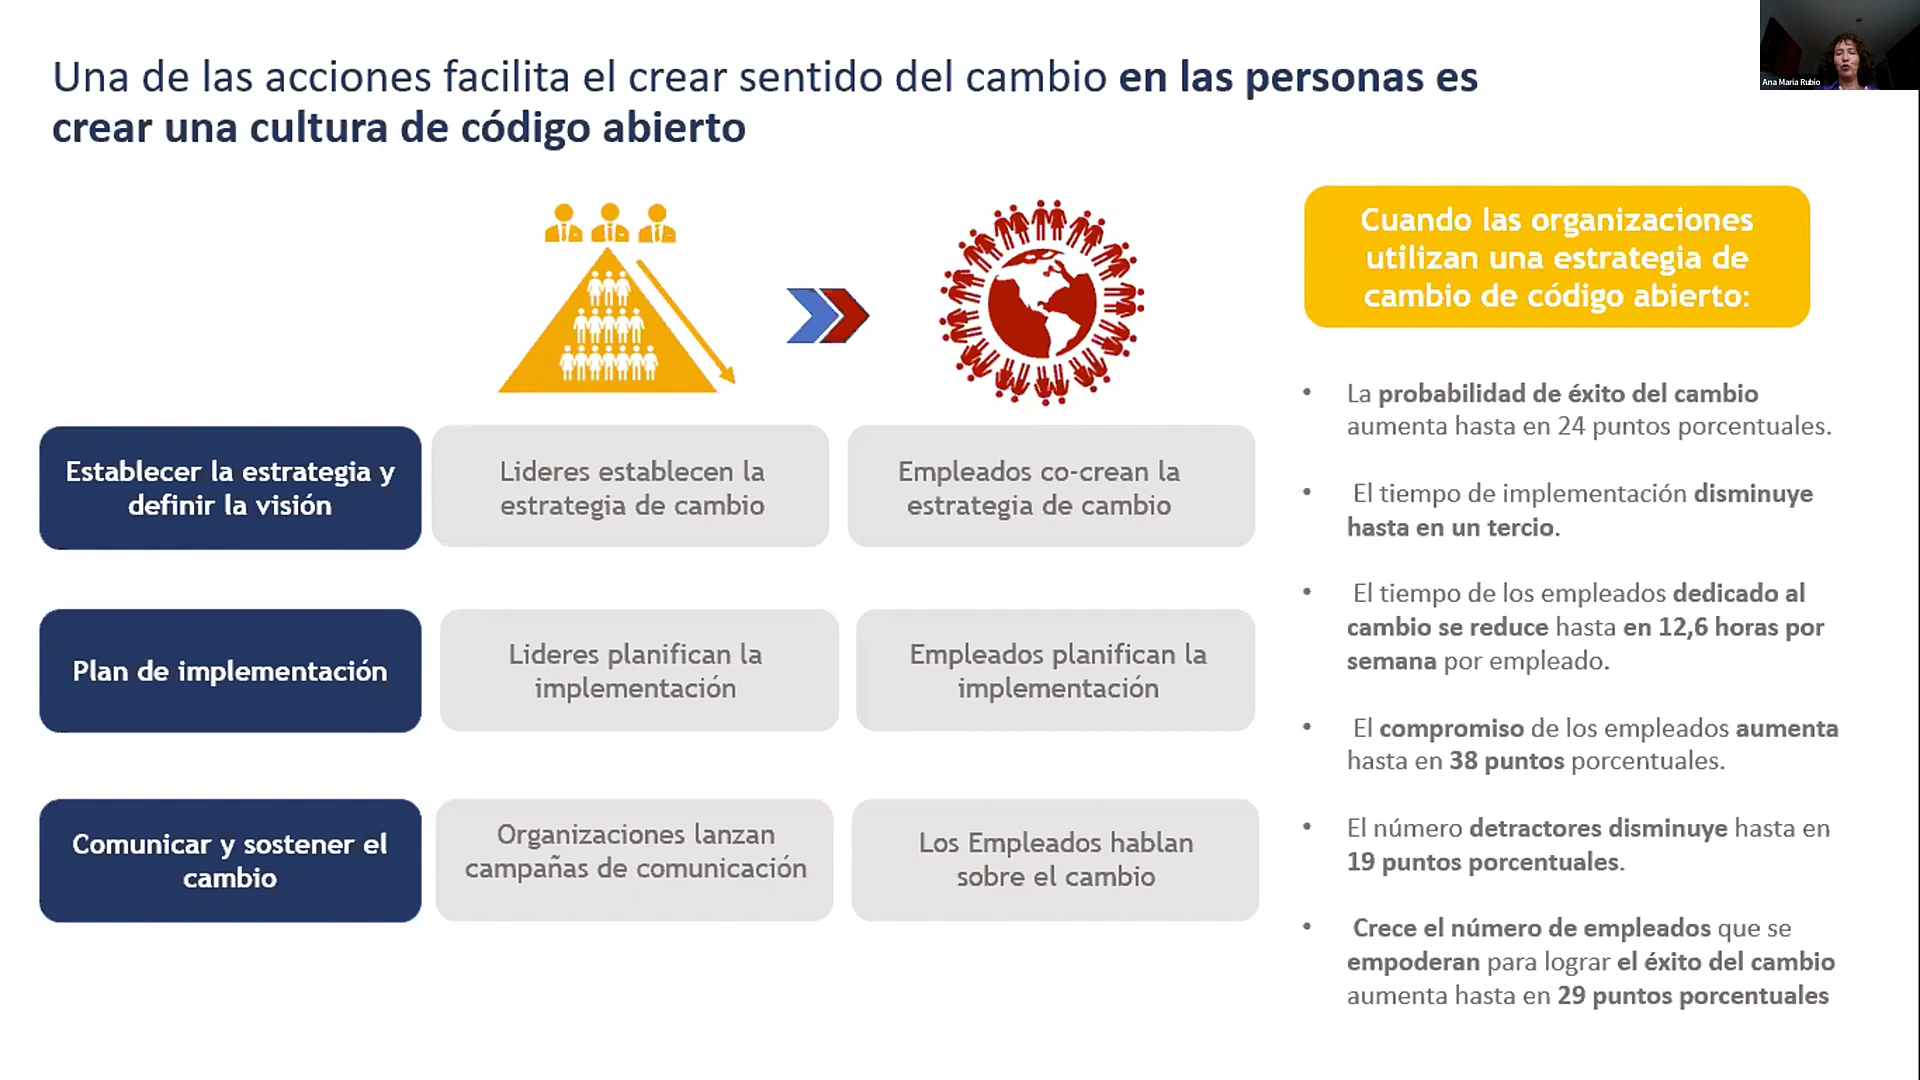 Una de las acciones facilita el crear sentido del cambio en las personas es
crear una cultura de código abierto
Ana Maria Rubio
Establecer la estrategia y
definir la visión
Lideres establecen la
estrategia de cambio
Empleados co-crean la
estrategia de cambio
Plan de implementación
Lideres planifican la
implementación
Empleados planifican la
implementación
Comunicar y sostener el
cambio
Organizaciones lanzan
campañas de comunicación
Los Empleados hablan
sobre el cambio
Cuando las organizaciones
utilizan una estrategia de
cambio de código abierto:
• La probabilidad de éxito del cambio
aumenta hasta en 24 puntos porcentuales.
• El tiempo de implementación disminuye
hasta en un tercio.
• El tiempo de los empleados dedicado al
cambio se reduce hasta en 12,6 horas por
semana por empleado.
• El compromiso de los empleados aumenta
hasta en 38 puntos porcentuales.
• El número detractores disminuye hasta en
19 puntos porcentuales.
• Crece el número de empleados que se
empoderan para lograr el éxito del cambio
aumenta hasta en 29 puntos porcentuales